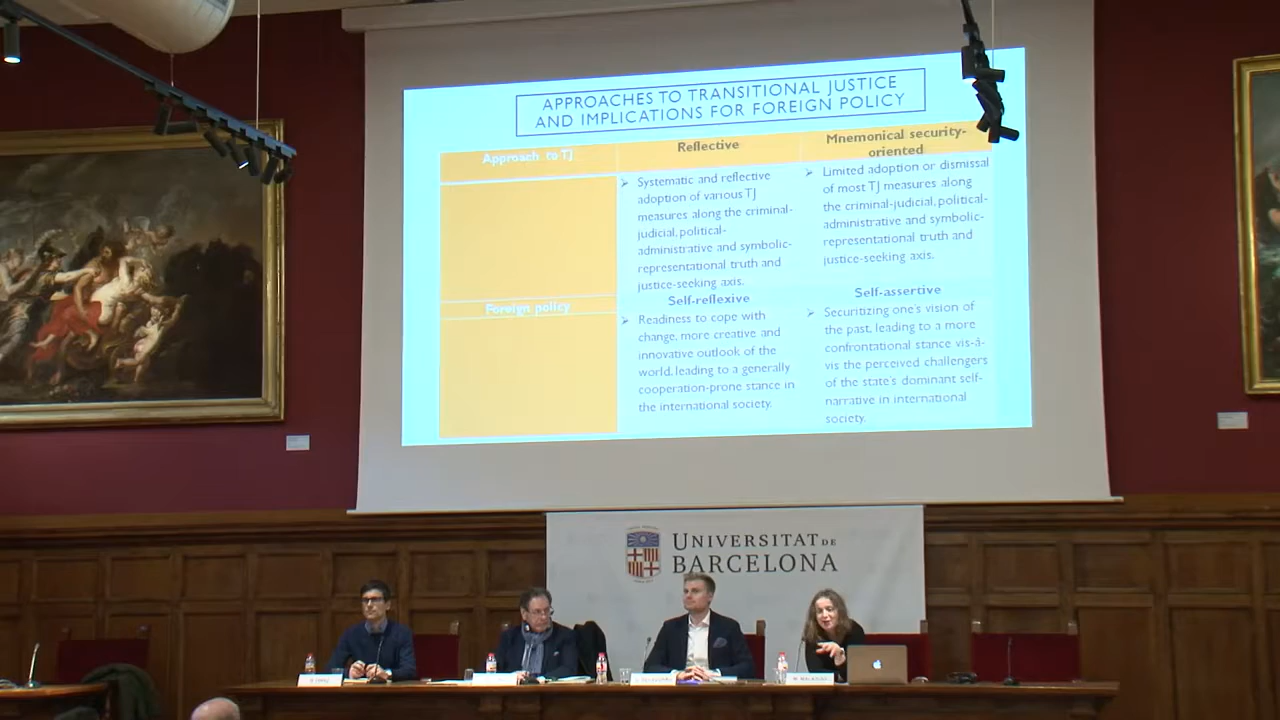 APPROACHES TO TRANSITIONAL JUSTICE
AND IMPLICATIONS FOR FOREIGN POLICY
Approach to TJ
Reflective
Mnemonical security-
oriented
Systematic and reflective
adoption of various TJ
measures along the criminal-
judicial, political-
administrative and symbolic-
representational truth and
justice-seeking axis.
Limited adoption or dismissal
of most TJ measures along
the criminal-judicial, political-
administrative and symbolic-
representational truth and
justice-seeking axis.
Foreign policy
Self-reflexive
Readiness to cope with
change, more creative and
innovative outlook of the
world, leading to a generally
cooperation-prone stance in
the international society.
Self-assertive
Securitizing one's vision of
the past, leading to a more
confrontational stance vis-à-
vis the perceived challengers
of the state's dominant self-
narrative in international
society.
UNIVERSITAT DE
BARCELONA